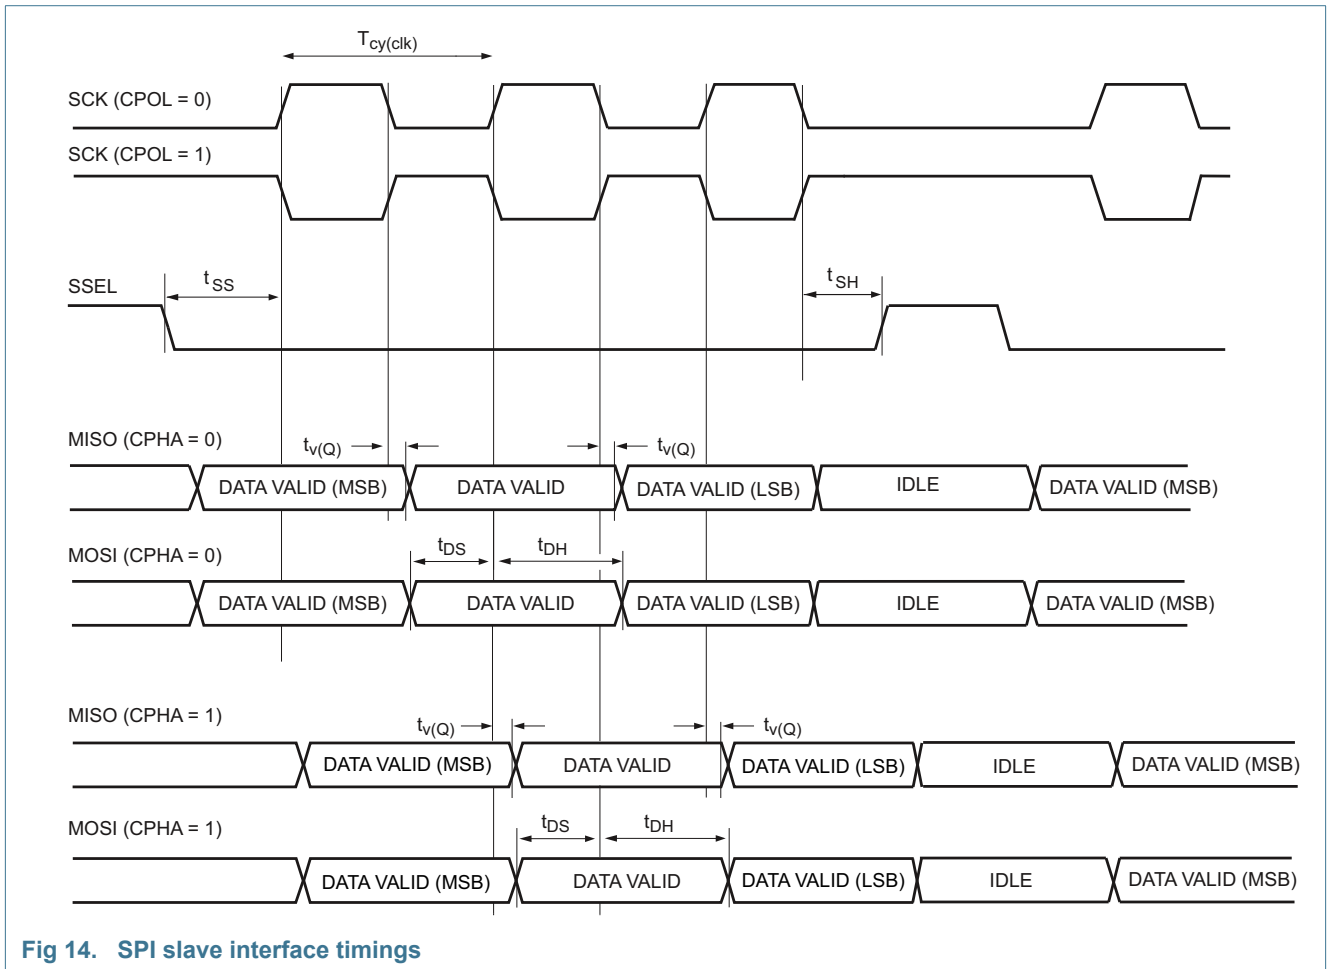 Tcy(clk)
SCK (CPOL = 0)
SCK (CPOL = 1)
SSEL
tSS
tSH
MISO (CPHA = 0)
tv(Q)
tv(Q)
DATA VALID (MSB)
DATA VALID
DATA VALID (LSB)
IDLE
DATA VALID (MSB)
MOSI (CPHA = 0)
tDS
tDH
DATA VALID (MSB)
DATA VALID
DATA VALID (LSB)
IDLE
DATA VALID (MSB)
MISO (CPHA = 1)
tv(Q)
tv(Q)
DATA VALID (MSB)
DATA VALID
DATA VALID (LSB)
IDLE
DATA VALID (MSB)
MOSI (CPHA = 1)
tDS
tDH
DATA VALID (MSB)
DATA VALID
DATA VALID (LSB)
IDLE
DATA VALID (MSB)
Fig 14. SPI slave interface timings